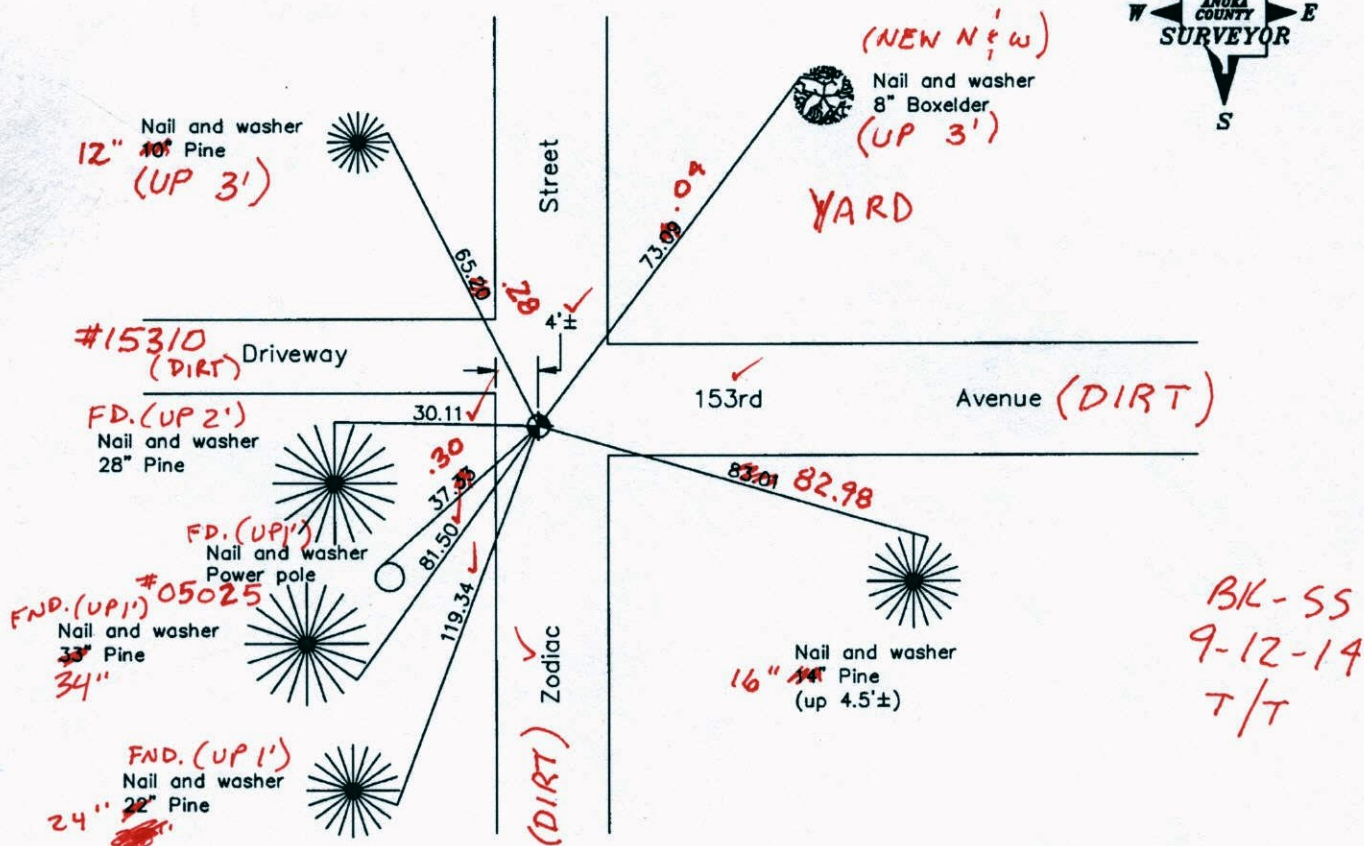 ANOKA
COUNTY
W E
SURVEYOR
S
(NEW N & W)
Nail and washer
8" Boxelder
(UP 3')
Nail and washer
12" 10" Pine
(UP 3')
Street
73.09 .04
YARD
65.20 .28
4'±
#15310
(DIRT)
Driveway
153rd
Avenue (DIRT)
FD. (UP 2')
Nail and washer
28" Pine
30.11
83.01 82.98
.30
37.33
FD. (UP 1')
Nail and washer
Power pole
#05025
81.50
119.34
FND. (UP 1')
Nail and washer
33" Pine
34"
Zodiac
(DIRT)
Nail and washer
16" 14" Pine
(up 4.5'±)
BK-SS
9-12-14
T/T
FND. (UP 1')
Nail and washer
24" 22" Pine